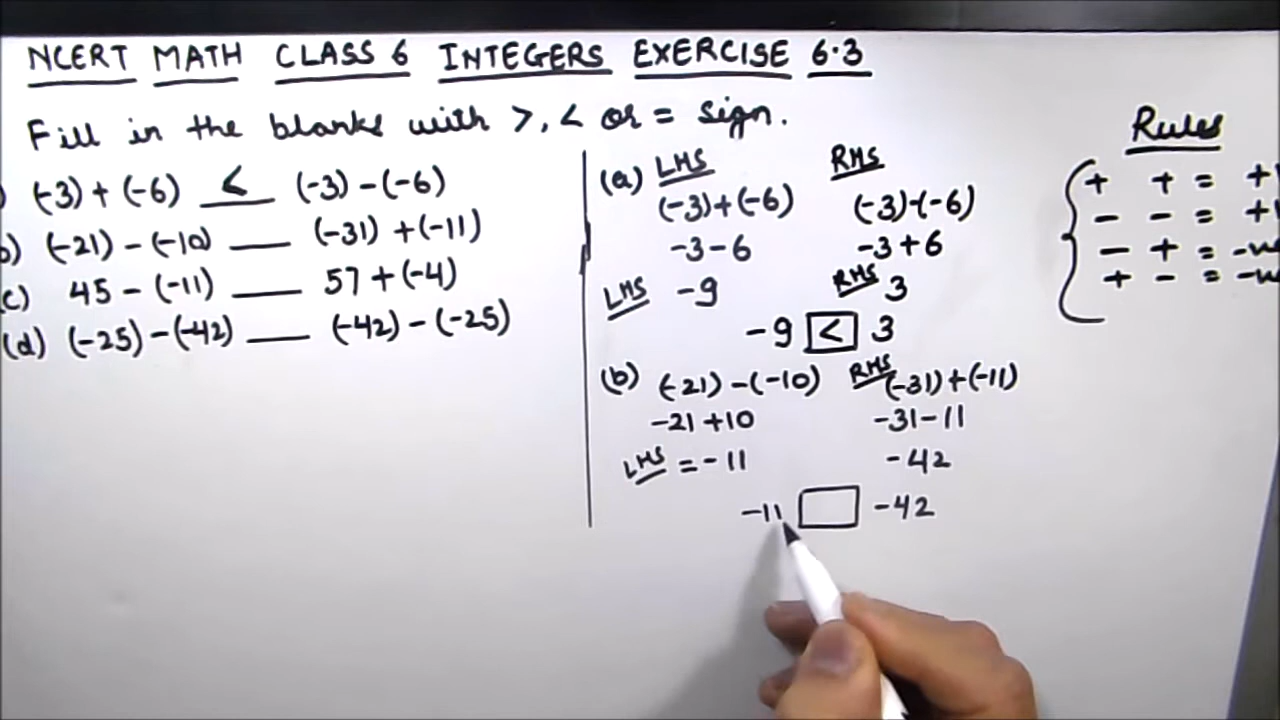 NCERT MATH CLASS 6 INTEGERS EXERCISE 6.3
Fill in the blanks with >, < or = sign.
) (-3) + (-6) < (-3) - (-6)
b) (-21) - (-10) ___ (-31) + (-11)
(c) 45 - (-11) ___ 57 + (-4)
(d) (-25) - (-42) ___ (-42) - (-25)
(a) LHS RHS
(-3) + (-6) (-3) - (-6)
-3 - 6 -3 + 6
LHS -9 RHS 3
-9 < 3
(b) (-21) - (-10) RHS (-31) + (-11)
-21 + 10 -31 - 11
LHS = -11 -42
-11 -42
Rules
+ + = +
- - = +
- + = -
+ - = -